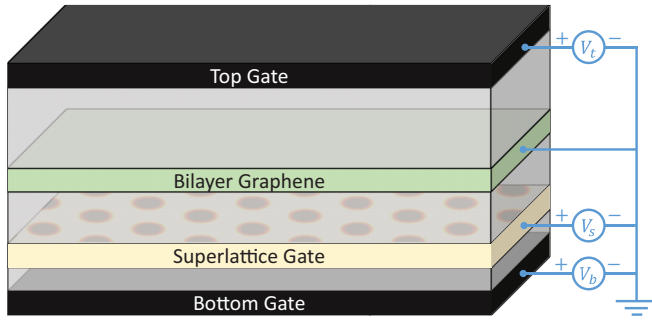 Top Gate
+ V_t −
Bilayer Graphene
+ V_s −
Superlattice Gate
+ V_b −
Bottom Gate